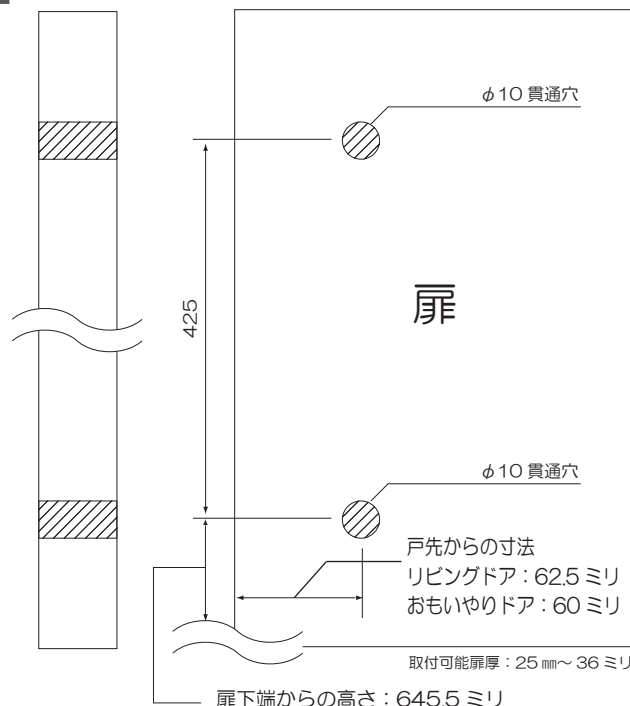 φ10 貫通穴
425
扉
φ10 貫通穴
戸先からの寸法
リビングドア：62.5 ミリ
おもいやりドア：60 ミリ
取付可能扉厚：25 ㎜～ 36 ミリ
扉下端からの高さ：645.5 ミリ